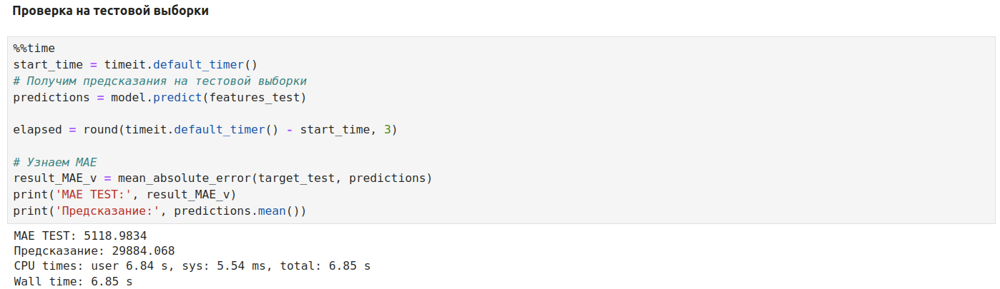 Проверка на тестовой выборки
%%time
start_time = timeit.default_timer()
# Получим предсказания на тестовой выборки
predictions = model.predict(features_test)
elapsed = round(timeit.default_timer() - start_time, 3)
# Узнаем MAE
result_MAE_v = mean_absolute_error(target_test, predictions)
print('MAE TEST:', result_MAE_v)
print('Предсказание:', predictions.mean())
MAE TEST: 5118.9834
Предсказание: 29884.068
CPU times: user 6.84 s, sys: 5.54 ms, total: 6.85 s
Wall time: 6.85 s